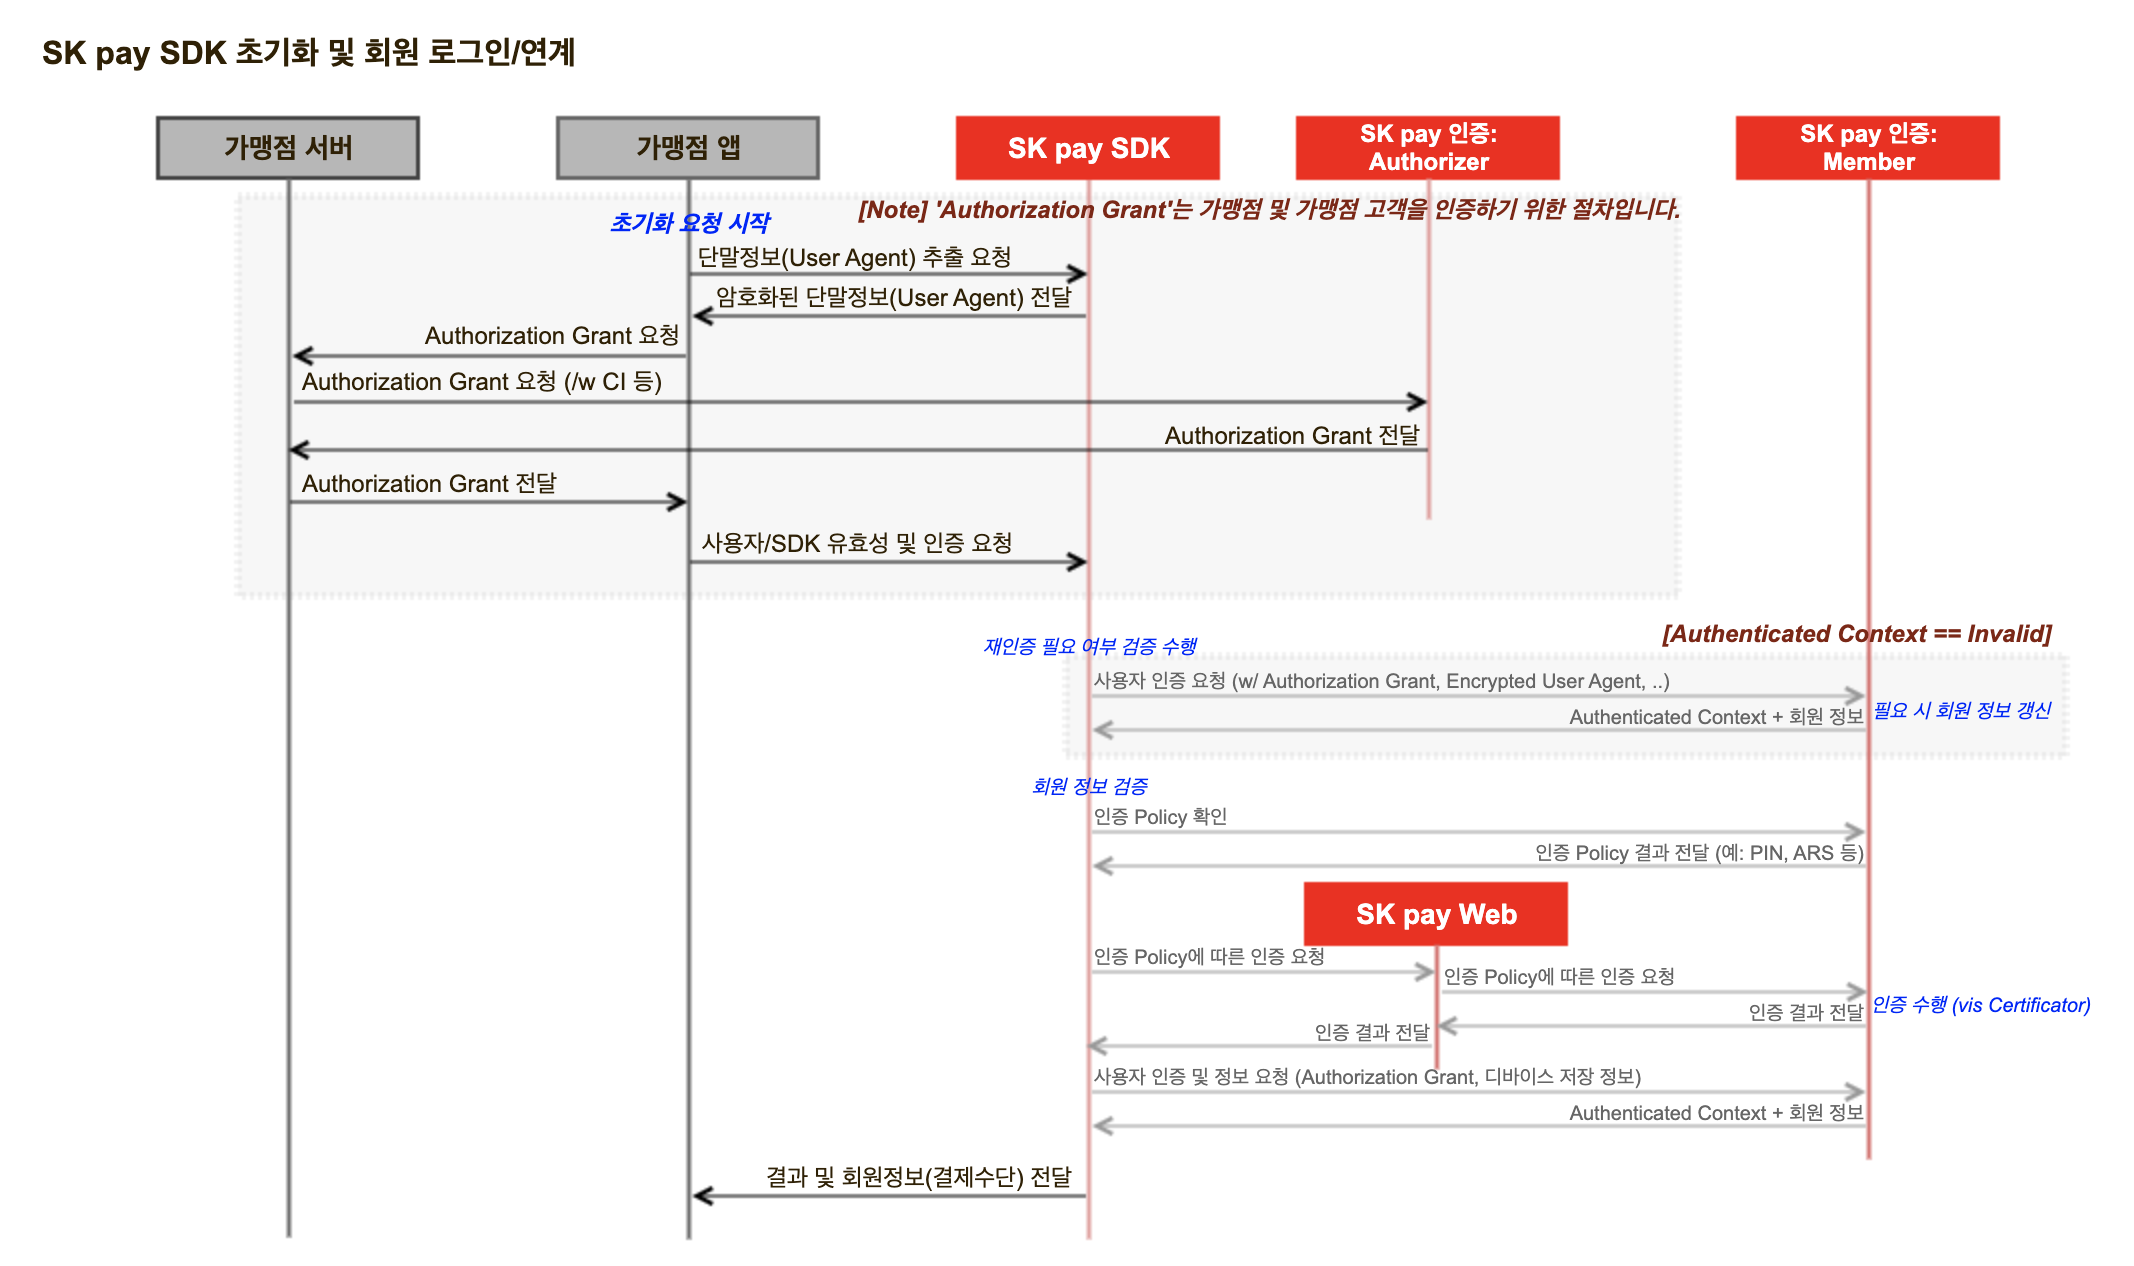 SK pay SDK 초기화 및 회원 로그인/연계
가맹점 서버
가맹점 앱
SK pay SDK
SK pay 인증:
Authorizer
SK pay 인증:
Member
[Note] 'Authorization Grant'는 가맹점 및 가맹점 고객을 인증하기 위한 절차입니다.
초기화 요청 시작
단말정보(User Agent) 추출 요청
암호화된 단말정보(User Agent) 전달
Authorization Grant 요청
Authorization Grant 요청 (/w CI 등)
Authorization Grant 전달
Authorization Grant 전달
사용자/SDK 유효성 및 인증 요청
[Authenticated Context == Invalid]
재인증 필요 여부 검증 수행
사용자 인증 요청 (w/ Authorization Grant, Encrypted User Agent, ..)
필요 시 회원 정보 갱신
Authenticated Context + 회원 정보
회원 정보 검증
인증 Policy 확인
인증 Policy 결과 전달 (예: PIN, ARS 등)
SK pay Web
인증 Policy에 따른 인증 요청
인증 Policy에 따른 인증 요청
인증 수행 (vis Certificator)
인증 결과 전달
인증 결과 전달
사용자 인증 및 정보 요청 (Authorization Grant, 디바이스 저장 정보)
Authenticated Context + 회원 정보
결과 및 회원정보(결제수단) 전달